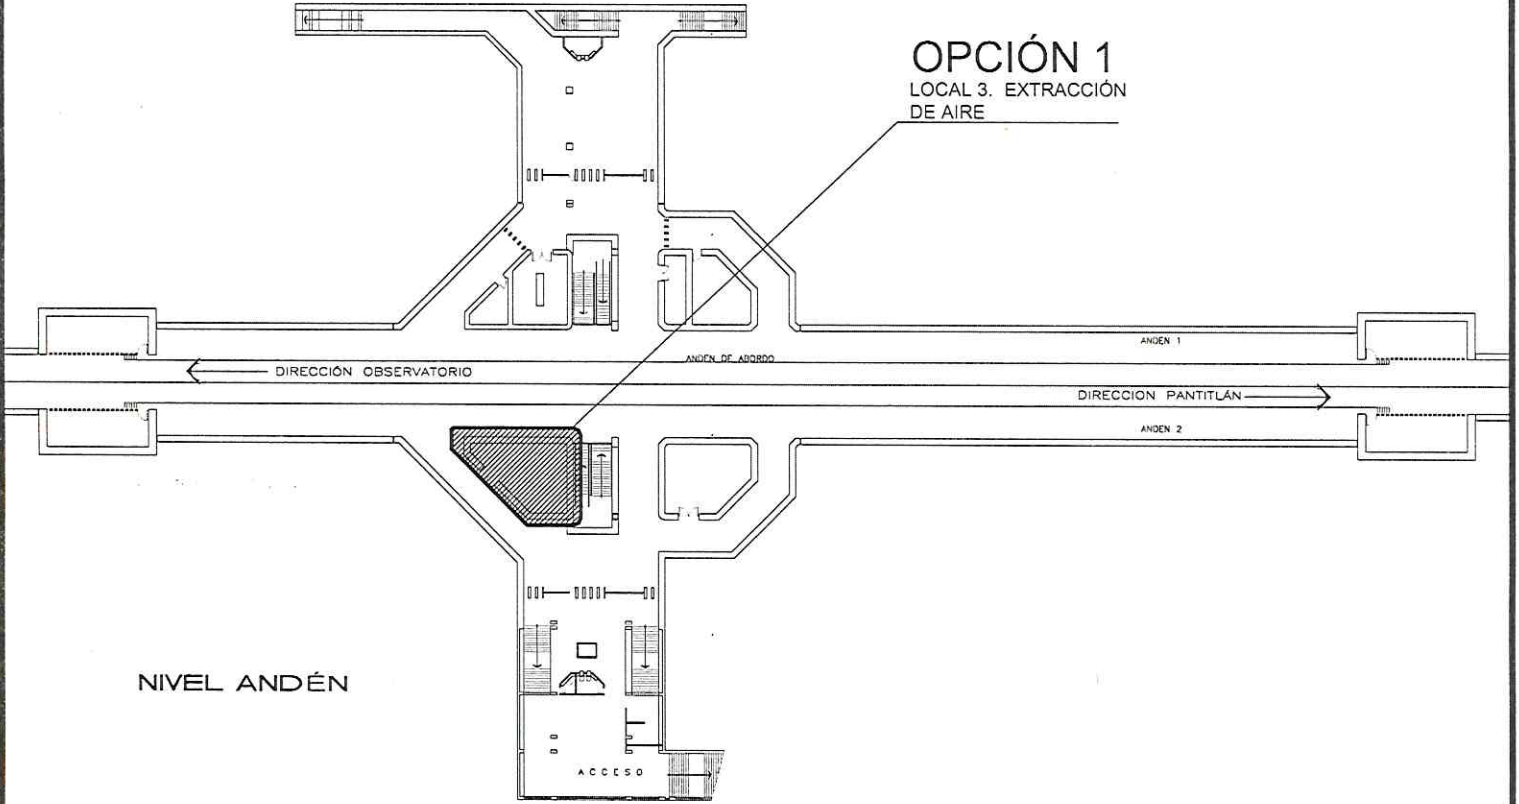 OPCIÓN 1
LOCAL 3. EXTRACCIÓN
DE AIRE
ANDEN 1
ANDEN DE ABORDO
DIRECCIÓN OBSERVATORIO
DIRECCION PANTITLÁN
ANDEN 2
NIVEL ANDÉN
ACCESO